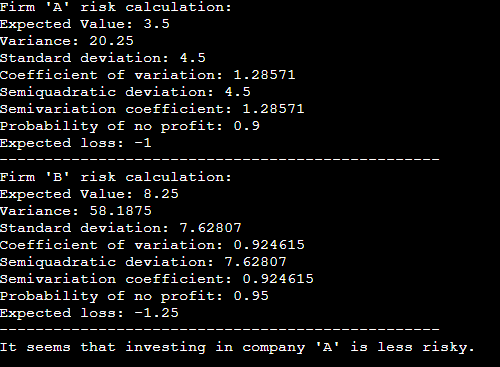 Firm 'A' risk calculation:
Expected Value: 3.5
Variance: 20.25
Standard deviation: 4.5
Coefficient of variation: 1.28571
Semiquadratic deviation: 4.5
Semivariation coefficient: 1.28571
Probability of no profit: 0.9
Expected loss: -1
-------------------------------------------------
Firm 'B' risk calculation:
Expected Value: 8.25
Variance: 58.1875
Standard deviation: 7.62807
Coefficient of variation: 0.924615
Semiquadratic deviation: 7.62807
Semivariation coefficient: 0.924615
Probability of no profit: 0.95
Expected loss: -1.25
-------------------------------------------------
It seems that investing in company 'A' is less risky.